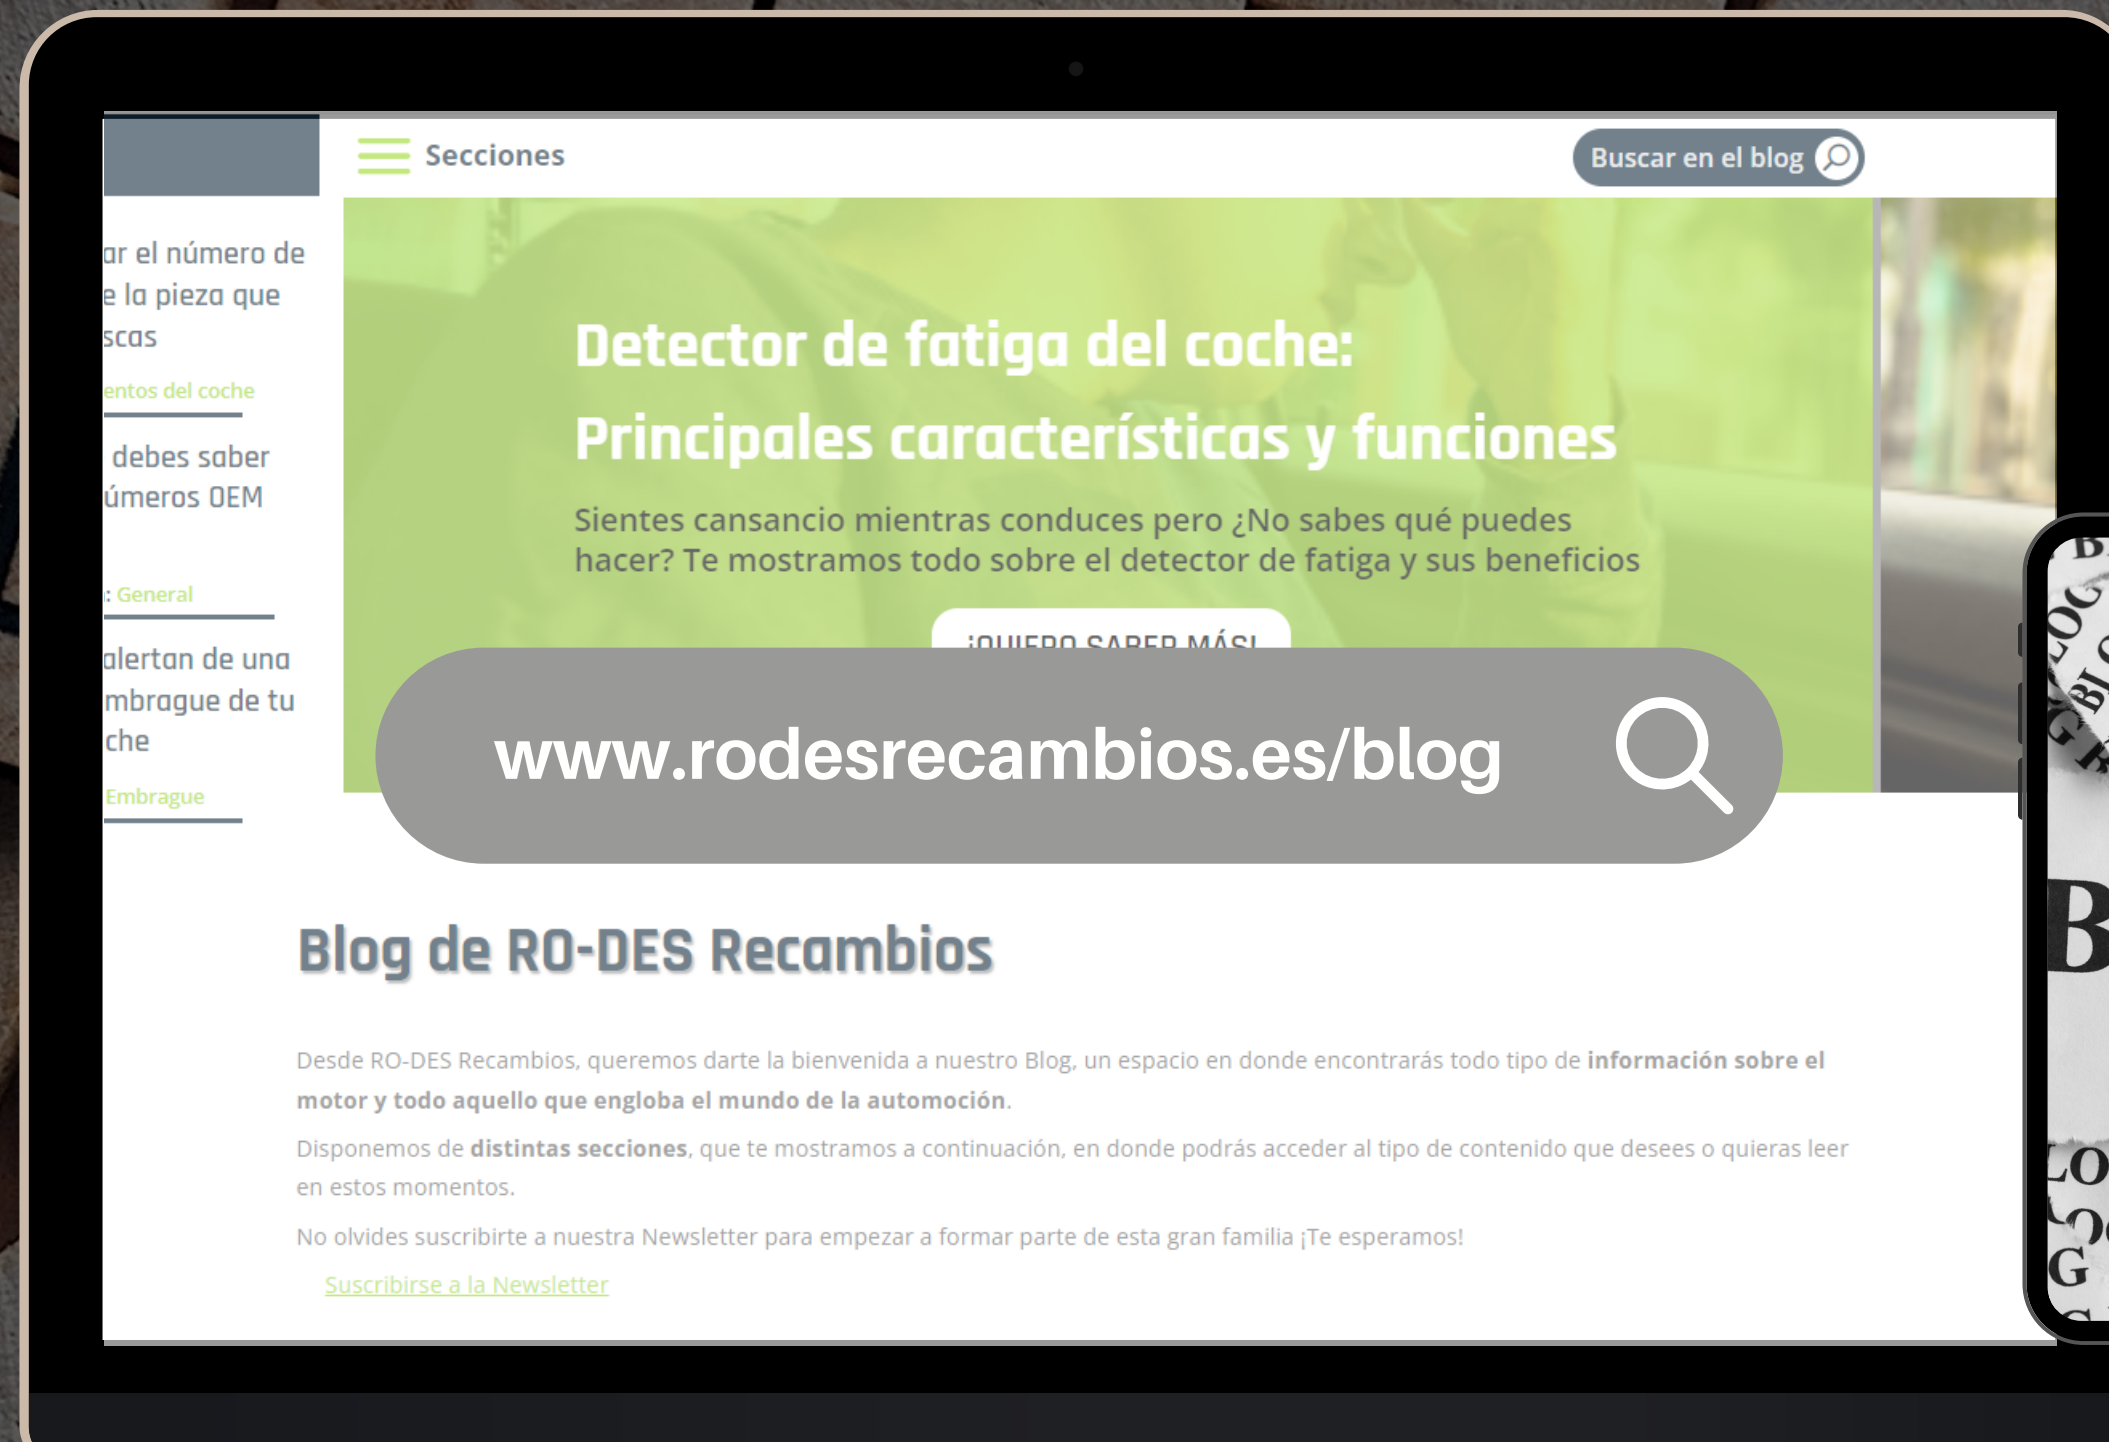 Secciones
Buscar en el blog
ar el número de
e la pieza que
scas
entos del coche
debes saber
úmeros OEM
: General
alertan de una
mbrague de tu
che
Embrague
Detector de fatiga del coche:
Principales características y funciones
Sientes cansancio mientras conduces pero ¿No sabes qué puedes
hacer? Te mostramos todo sobre el detector de fatiga y sus beneficios
¡QUIERO SABER MÁS!
www.rodesrecambios.es/blog
Blog de RO-DES Recambios
Desde RO-DES Recambios, queremos darte la bienvenida a nuestro Blog, un espacio en donde encontrarás todo tipo de información sobre el
motor y todo aquello que engloba el mundo de la automoción.
Disponemos de distintas secciones, que te mostramos a continuación, en donde podrás acceder al tipo de contenido que desees o quieras leer
en estos momentos.
No olvides suscribirte a nuestra Newsletter para empezar a formar parte de esta gran familia ¡Te esperamos!
Suscribirse a la Newsletter
B
LOG
BLO
G
B
LO
LOG
G